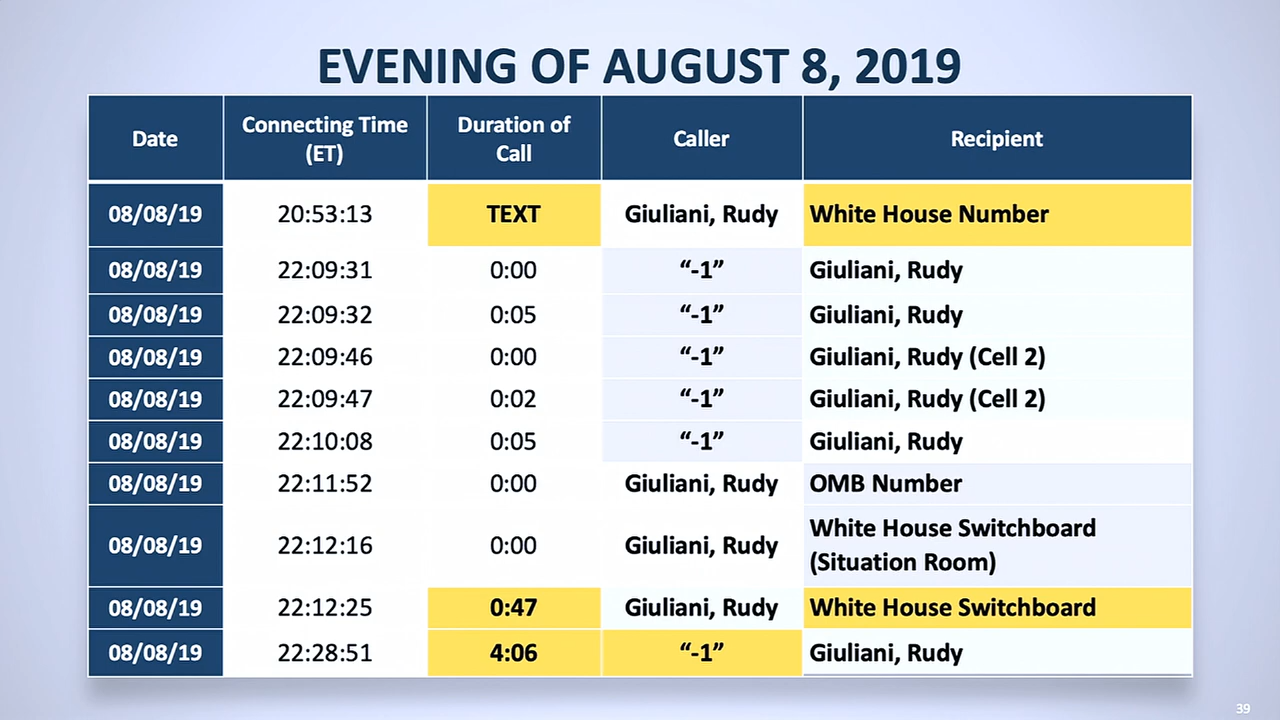 EVENING OF AUGUST 8, 2019
Date Connecting Time (ET) Duration of Call Caller Recipient
08/08/19 20:53:13 TEXT Giuliani, Rudy White House Number
08/08/19 22:09:31 0:00 “-1” Giuliani, Rudy
08/08/19 22:09:32 0:05 “-1” Giuliani, Rudy
08/08/19 22:09:46 0:00 “-1” Giuliani, Rudy (Cell 2)
08/08/19 22:09:47 0:02 “-1” Giuliani, Rudy (Cell 2)
08/08/19 22:10:08 0:05 “-1” Giuliani, Rudy
08/08/19 22:11:52 0:00 Giuliani, Rudy OMB Number
08/08/19 22:12:16 0:00 Giuliani, Rudy White House Switchboard (Situation Room)
08/08/19 22:12:25 0:47 Giuliani, Rudy White House Switchboard
08/08/19 22:28:51 4:06 “-1” Giuliani, Rudy
39